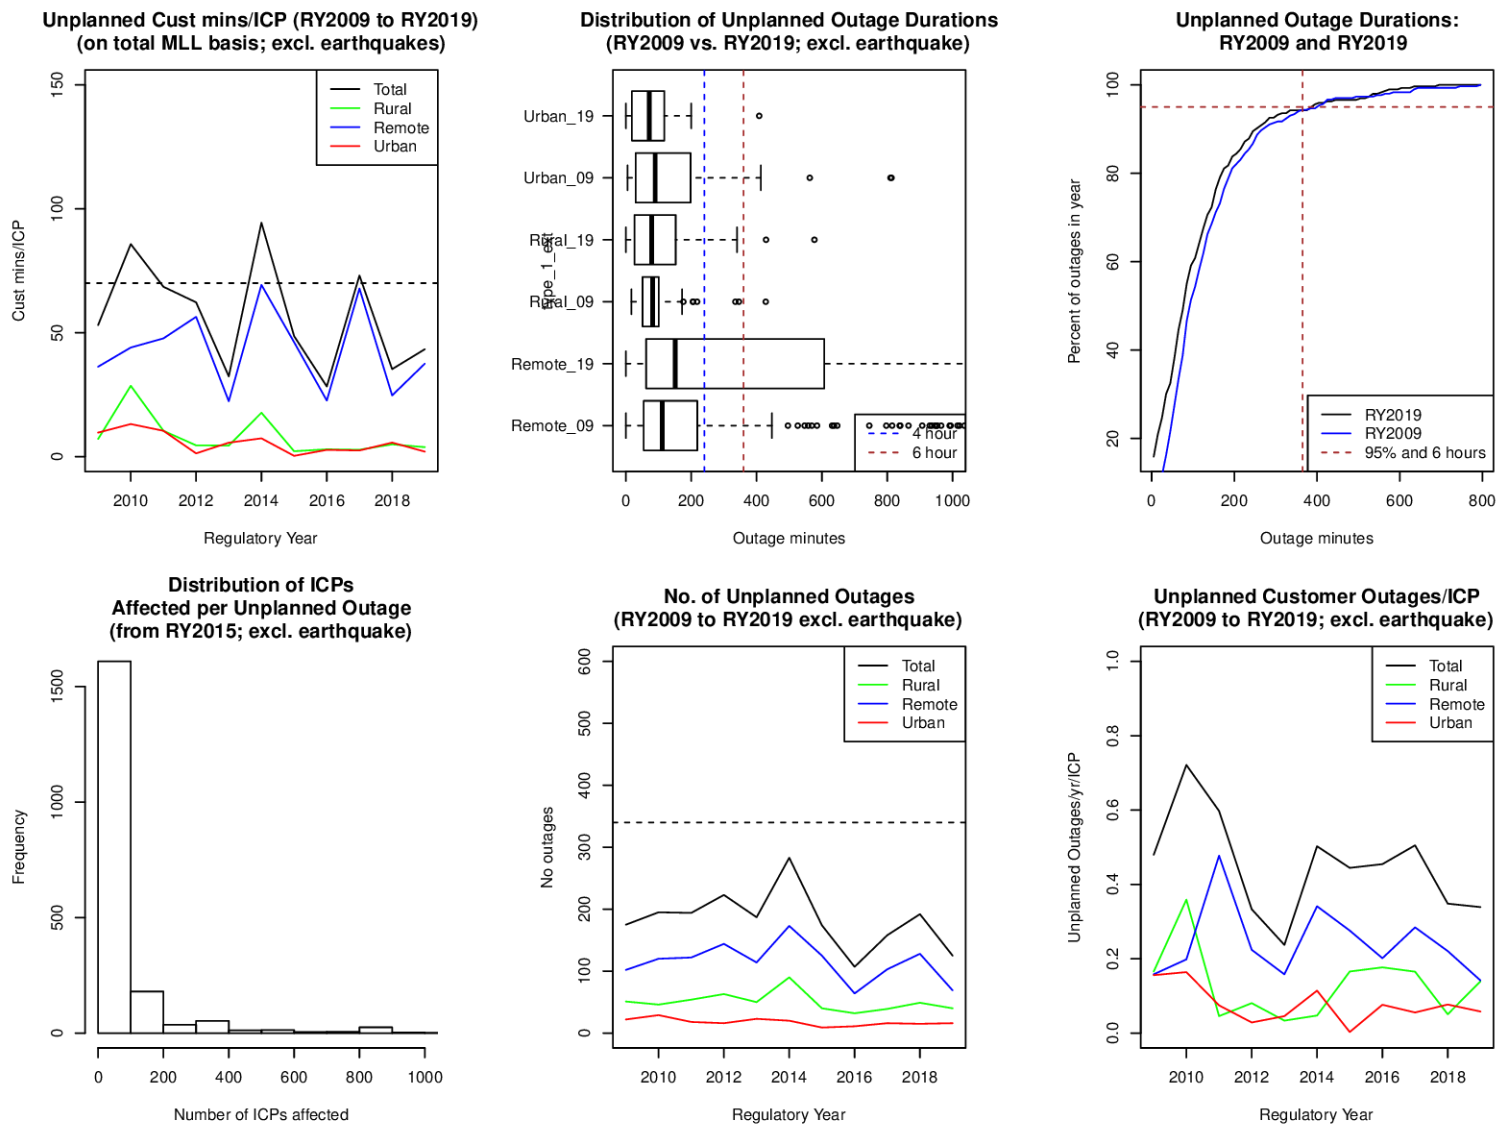 Unplanned Cust mins/ICP (RY2009 to RY2019)
(on total MLL basis; excl. earthquakes)
Cust mins/ICP
150
100
50
0
Total
Rural
Remote
Urban
2010 2012 2014 2016 2018
Regulatory Year
Distribution of Unplanned Outage Durations
(RY2009 vs. RY2019; excl. earthquake)
type_1_ext
Urban_19
Urban_09
Rural_19
Rural_09
Remote_19
Remote_09
4 hour
6 hour
0 200 400 600 800 1000
Outage minutes
Unplanned Outage Durations:
RY2009 and RY2019
Percent of outages in year
100
80
60
40
20
RY2019
RY2009
95% and 6 hours
0 200 400 600 800
Outage minutes
Distribution of ICPs
Affected per Unplanned Outage
(from RY2015; excl. earthquake)
Frequency
1500
1000
500
0
0 200 400 600 800 1000
Number of ICPs affected
No. of Unplanned Outages
(RY2009 to RY2019 excl. earthquake)
No outages
600
500
400
300
200
100
0
Total
Rural
Remote
Urban
2010 2012 2014 2016 2018
Regulatory Year
Unplanned Customer Outages/ICP
(RY2009 to RY2019; excl. earthquake)
Unplanned Outages/yr/ICP
1.0
0.8
0.6
0.4
0.2
0.0
Total
Rural
Remote
Urban
2010 2012 2014 2016 2018
Regulatory Year